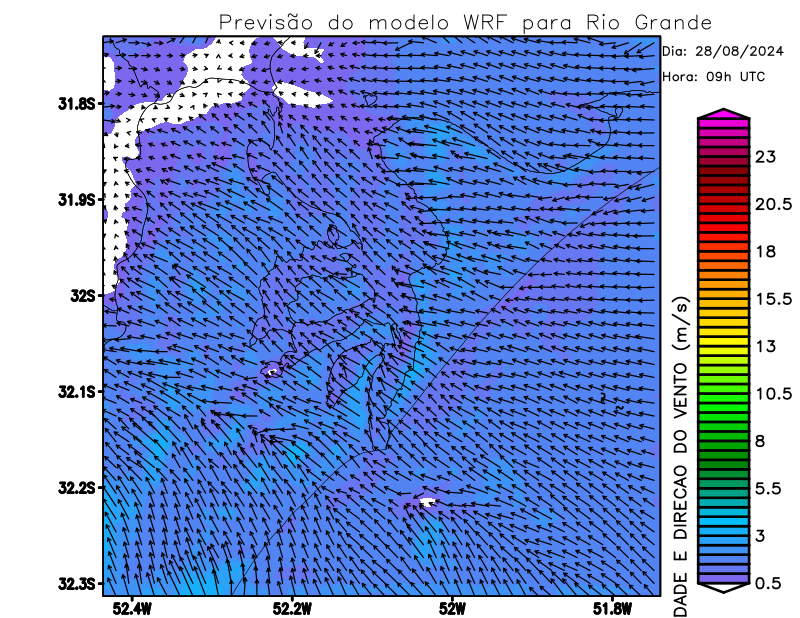 Previsão do modelo WRF para Rio Grande
Dia: 28/08/2024
Hora: 09h UTC
31.8S
31.9S
32S
32.1S
32.2S
32.3S
52.4W
52.2W
52W
51.8W
23
20.5
18
15.5
13
10.5
8
5.5
3
0.5
DADE E DIRECAO DO VENTO (m/s)